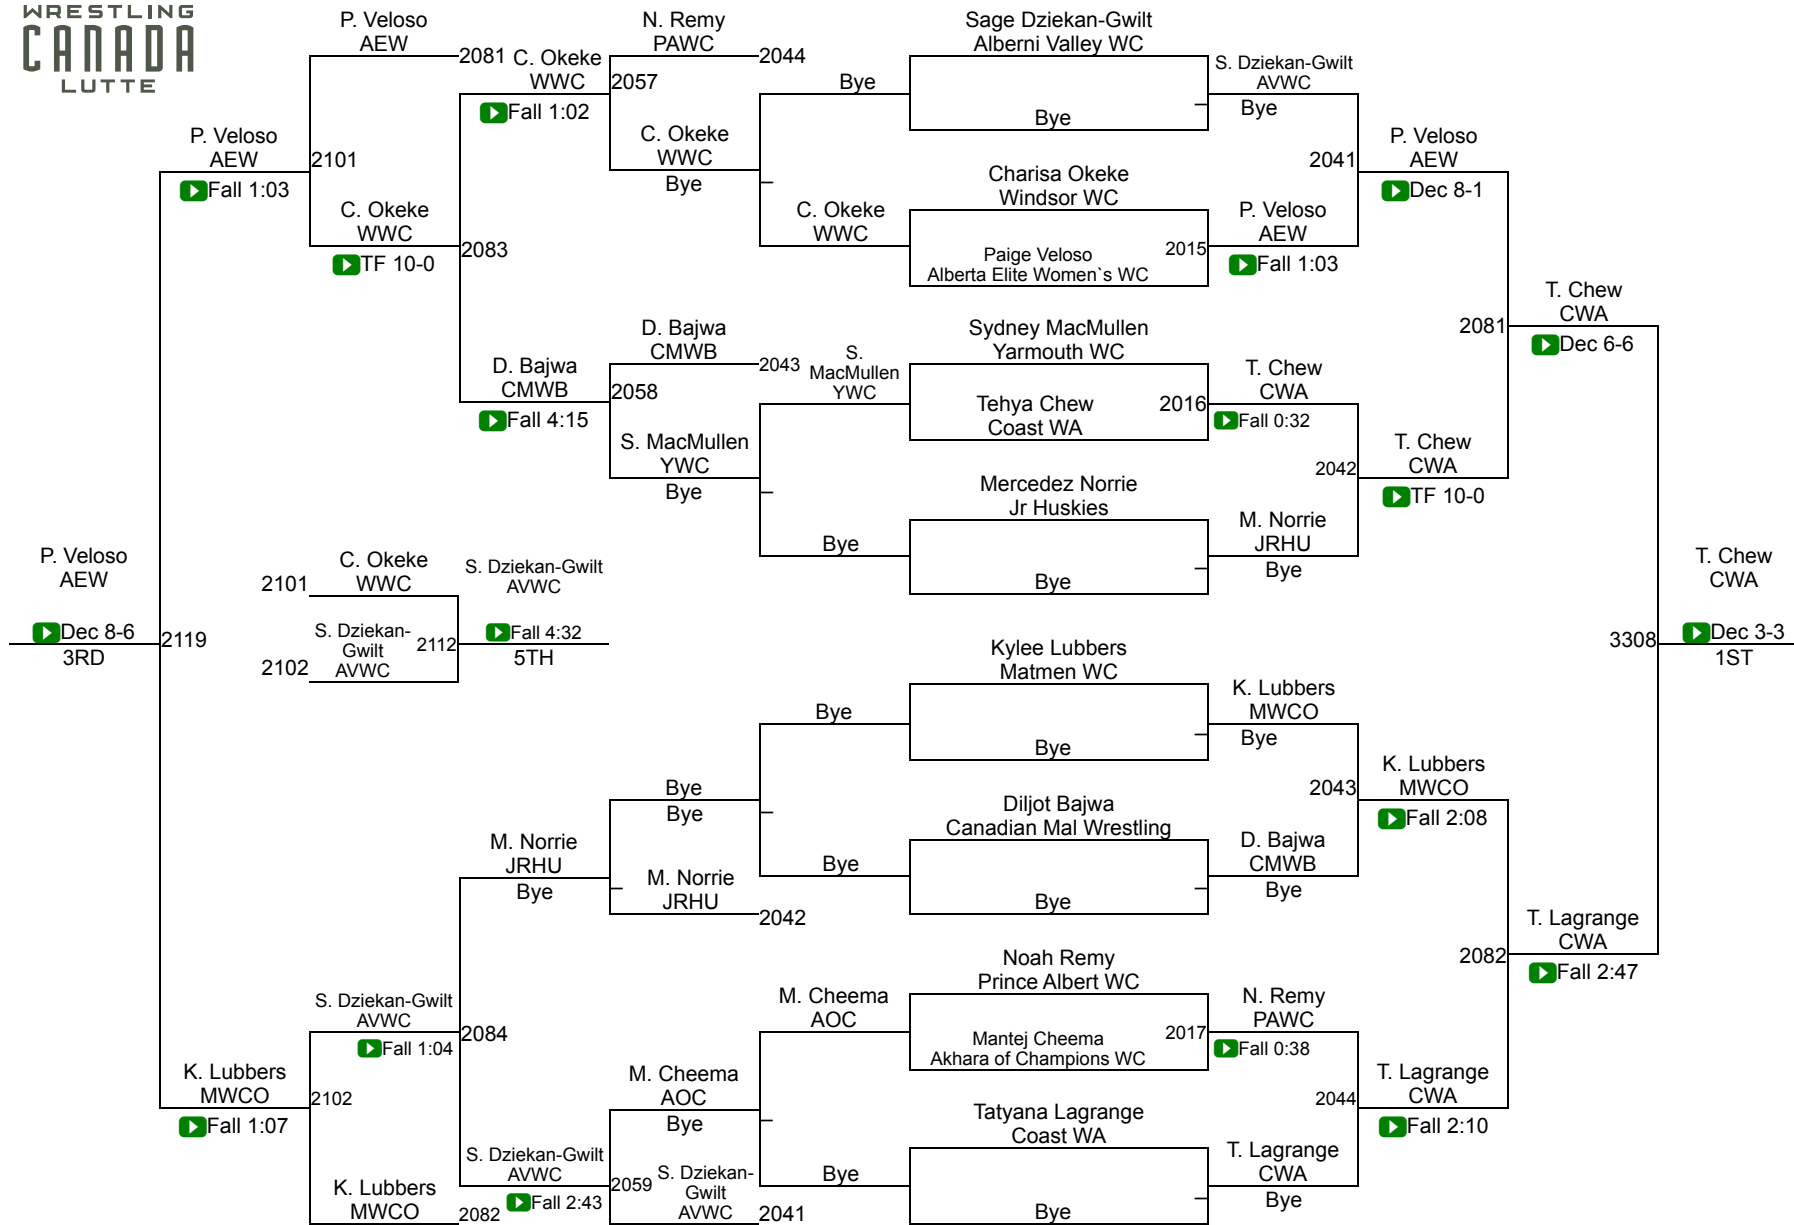 WRESTLING
CANADA
LUTTE
P. Veloso
AEW
2081
C. Okeke
WWC
Fall 1:02
N. Remy
PAWC
2044
2057
C. Okeke
WWC
Bye
Bye
Sage Dziekan-Gwilt
Alberni Valley WC
Bye
S. Dziekan-Gwilt
AVWC
Bye
P. Veloso
AEW
Fall 1:03
2101
C. Okeke
WWC
TF 10-0
2083
C. Okeke
WWC
Charisa Okeke
Windsor WC
Paige Veloso
Alberta Elite Women`s WC
2015
P. Veloso
AEW
Fall 1:03
2041
P. Veloso
AEW
Dec 8-1
D. Bajwa
CMWB
Fall 4:15
D. Bajwa
CMWB
2043
2058
S. MacMullen
YWC
Bye
S.
MacMullen
YWC
Sydney MacMullen
Yarmouth WC
Tehya Chew
Coast WA
2016
T. Chew
CWA
Fall 0:32
2081
T. Chew
CWA
Dec 6-6
Bye
Mercedez Norrie
Jr Huskies
Bye
M. Norrie
JRHU
Bye
2042
T. Chew
CWA
TF 10-0
P. Veloso
AEW
Dec 8-6
3RD
2119
2101
C. Okeke
WWC
2102
S. Dziekan-
Gwilt
AVWC
2112
S. Dziekan-Gwilt
AVWC
Fall 4:32
5TH
3308
T. Chew
CWA
Dec 3-3
1ST
Bye
Kylee Lubbers
Matmen WC
Bye
K. Lubbers
MWCO
Bye
Bye
Bye
Bye
Diljot Bajwa
Canadian Mal Wrestling
Bye
D. Bajwa
CMWB
Bye
2043
K. Lubbers
MWCO
Fall 2:08
M. Norrie
JRHU
Bye
M. Norrie
JRHU
2042
2082
T. Lagrange
CWA
Fall 2:47
S. Dziekan-Gwilt
AVWC
Fall 1:04
2084
M. Cheema
AOC
Noah Remy
Prince Albert WC
Mantej Cheema
Akhara of Champions WC
2017
N. Remy
PAWC
Fall 0:38
K. Lubbers
MWCO
Fall 1:07
2102
M. Cheema
AOC
Bye
Bye
Tatyana Lagrange
Coast WA
Bye
T. Lagrange
CWA
Bye
2044
T. Lagrange
CWA
Fall 2:10
K. Lubbers
MWCO
2082
S. Dziekan-Gwilt
AVWC
Fall 2:43
2059
S. Dziekan-
Gwilt
AVWC
2041